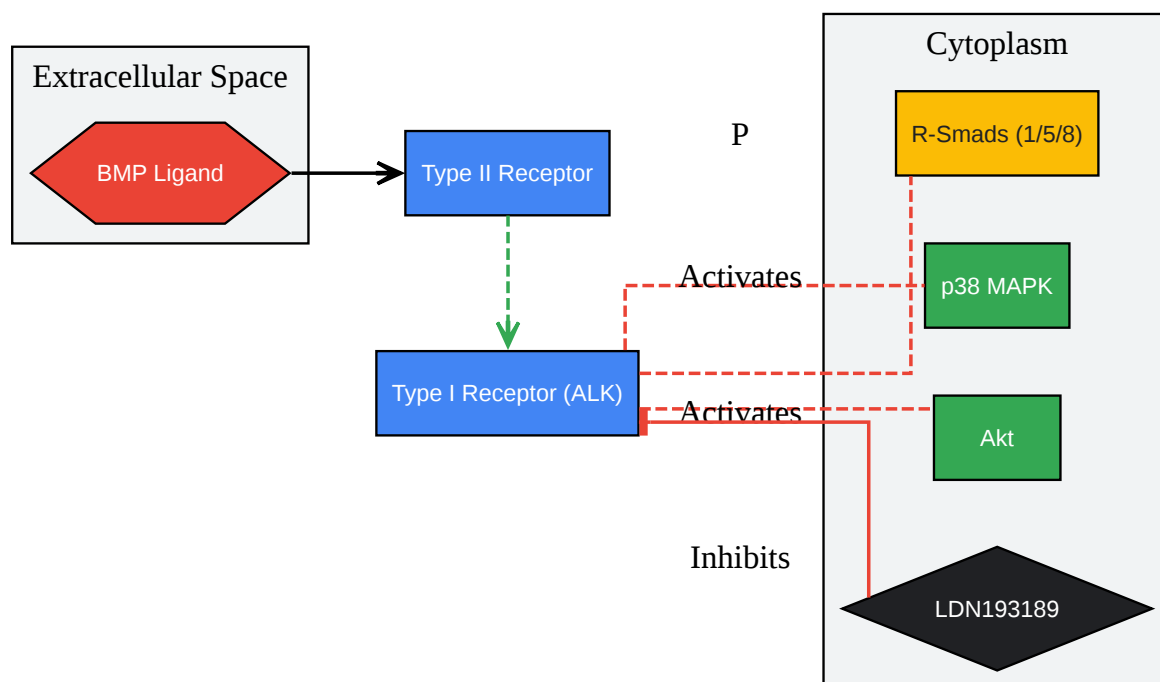 Extracellular Space
BMP Ligand
Type II Receptor
P
Cytoplasm
R-Smads (1/5/8)
Activates
p38 MAPK
Type I Receptor (ALK)
Activates
Akt
Inhibits
LDN193189